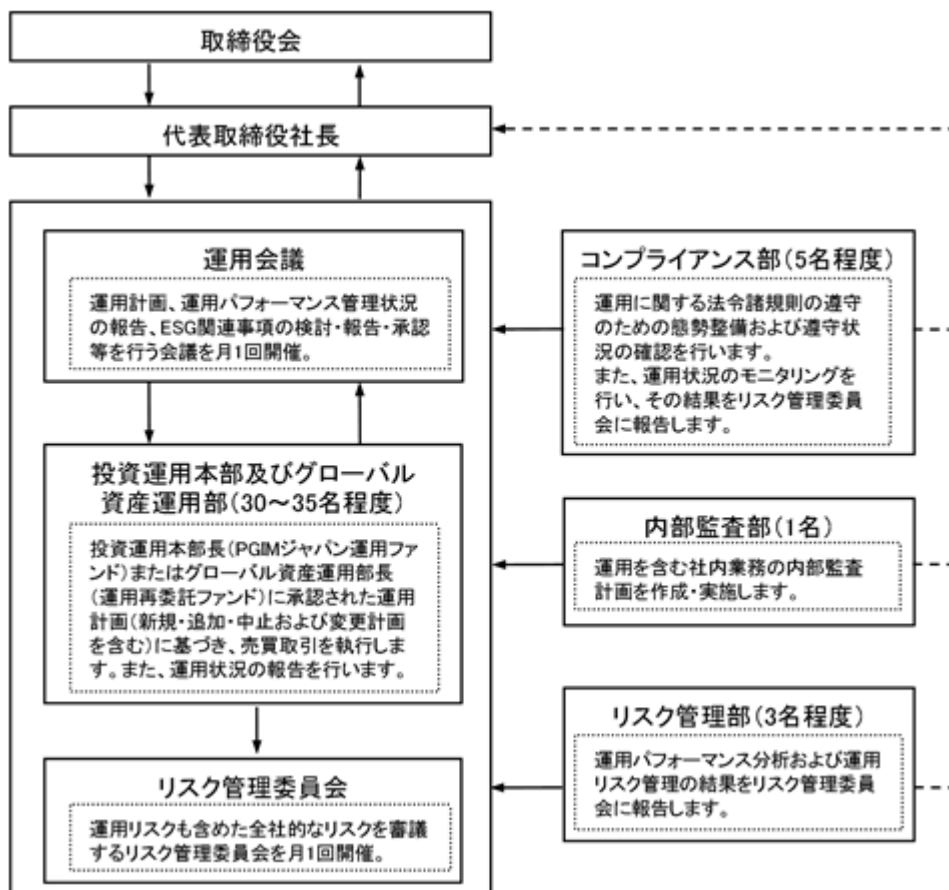 取締役会
代表取締役社長
運用会議
運用計画、運用パフォーマンス管理状況
の報告、ESG関連事項の検討・報告・承認
等を行う会議を月1回開催。
投資運用本部及びグローバル
資産運用部(30～35名程度)
投資運用本部長(PGIMジャパン運用ファ
ンド)またはグローバル資産運用部長
(運用再委託ファンド)に承認された運用
計画(新規・追加・中止および変更計画
を含む)に基づき、売買取引を執行しま
す。また、運用状況の報告を行います。
リスク管理委員会
運用リスクも含めた全社的なリスクを審議
するリスク管理委員会を月1回開催。
コンプライアンス部(5名程度)
運用に関する法令諸規則の遵守
のための態勢整備および遵守状
況の確認を行います。
また、運用状況のモニタリングを
行い、その結果をリスク管理委員
会に報告します。
内部監査部(1名)
運用を含む社内業務の内部監査
計画を作成・実施します。
リスク管理部(3名程度)
運用パフォーマンス分析および運用
リスク管理の結果をリスク管理委員
会に報告します。